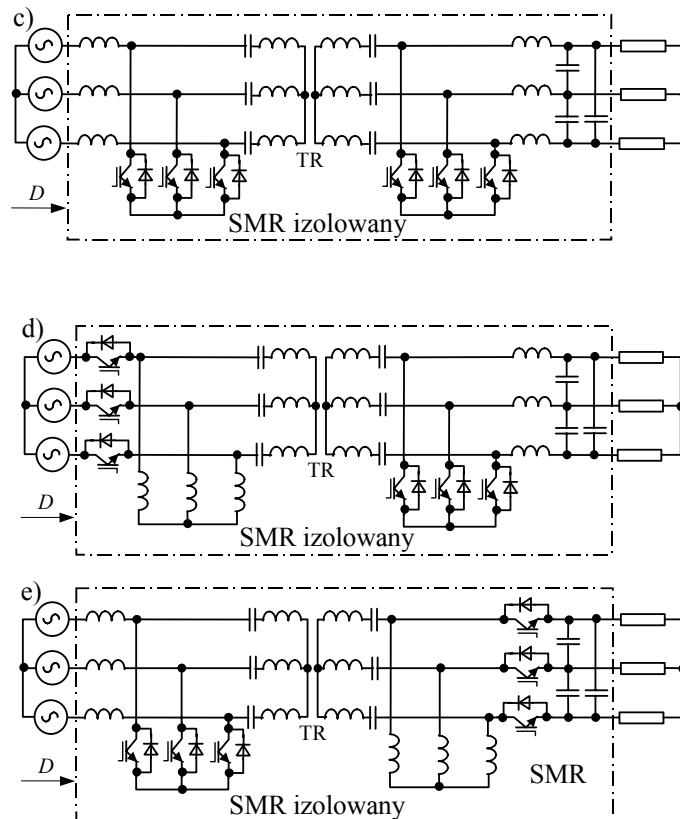 c)
TR
D
SMR izolowany
d)
TR
D
SMR izolowany
e)
TR
D
SMR
SMR izolowany